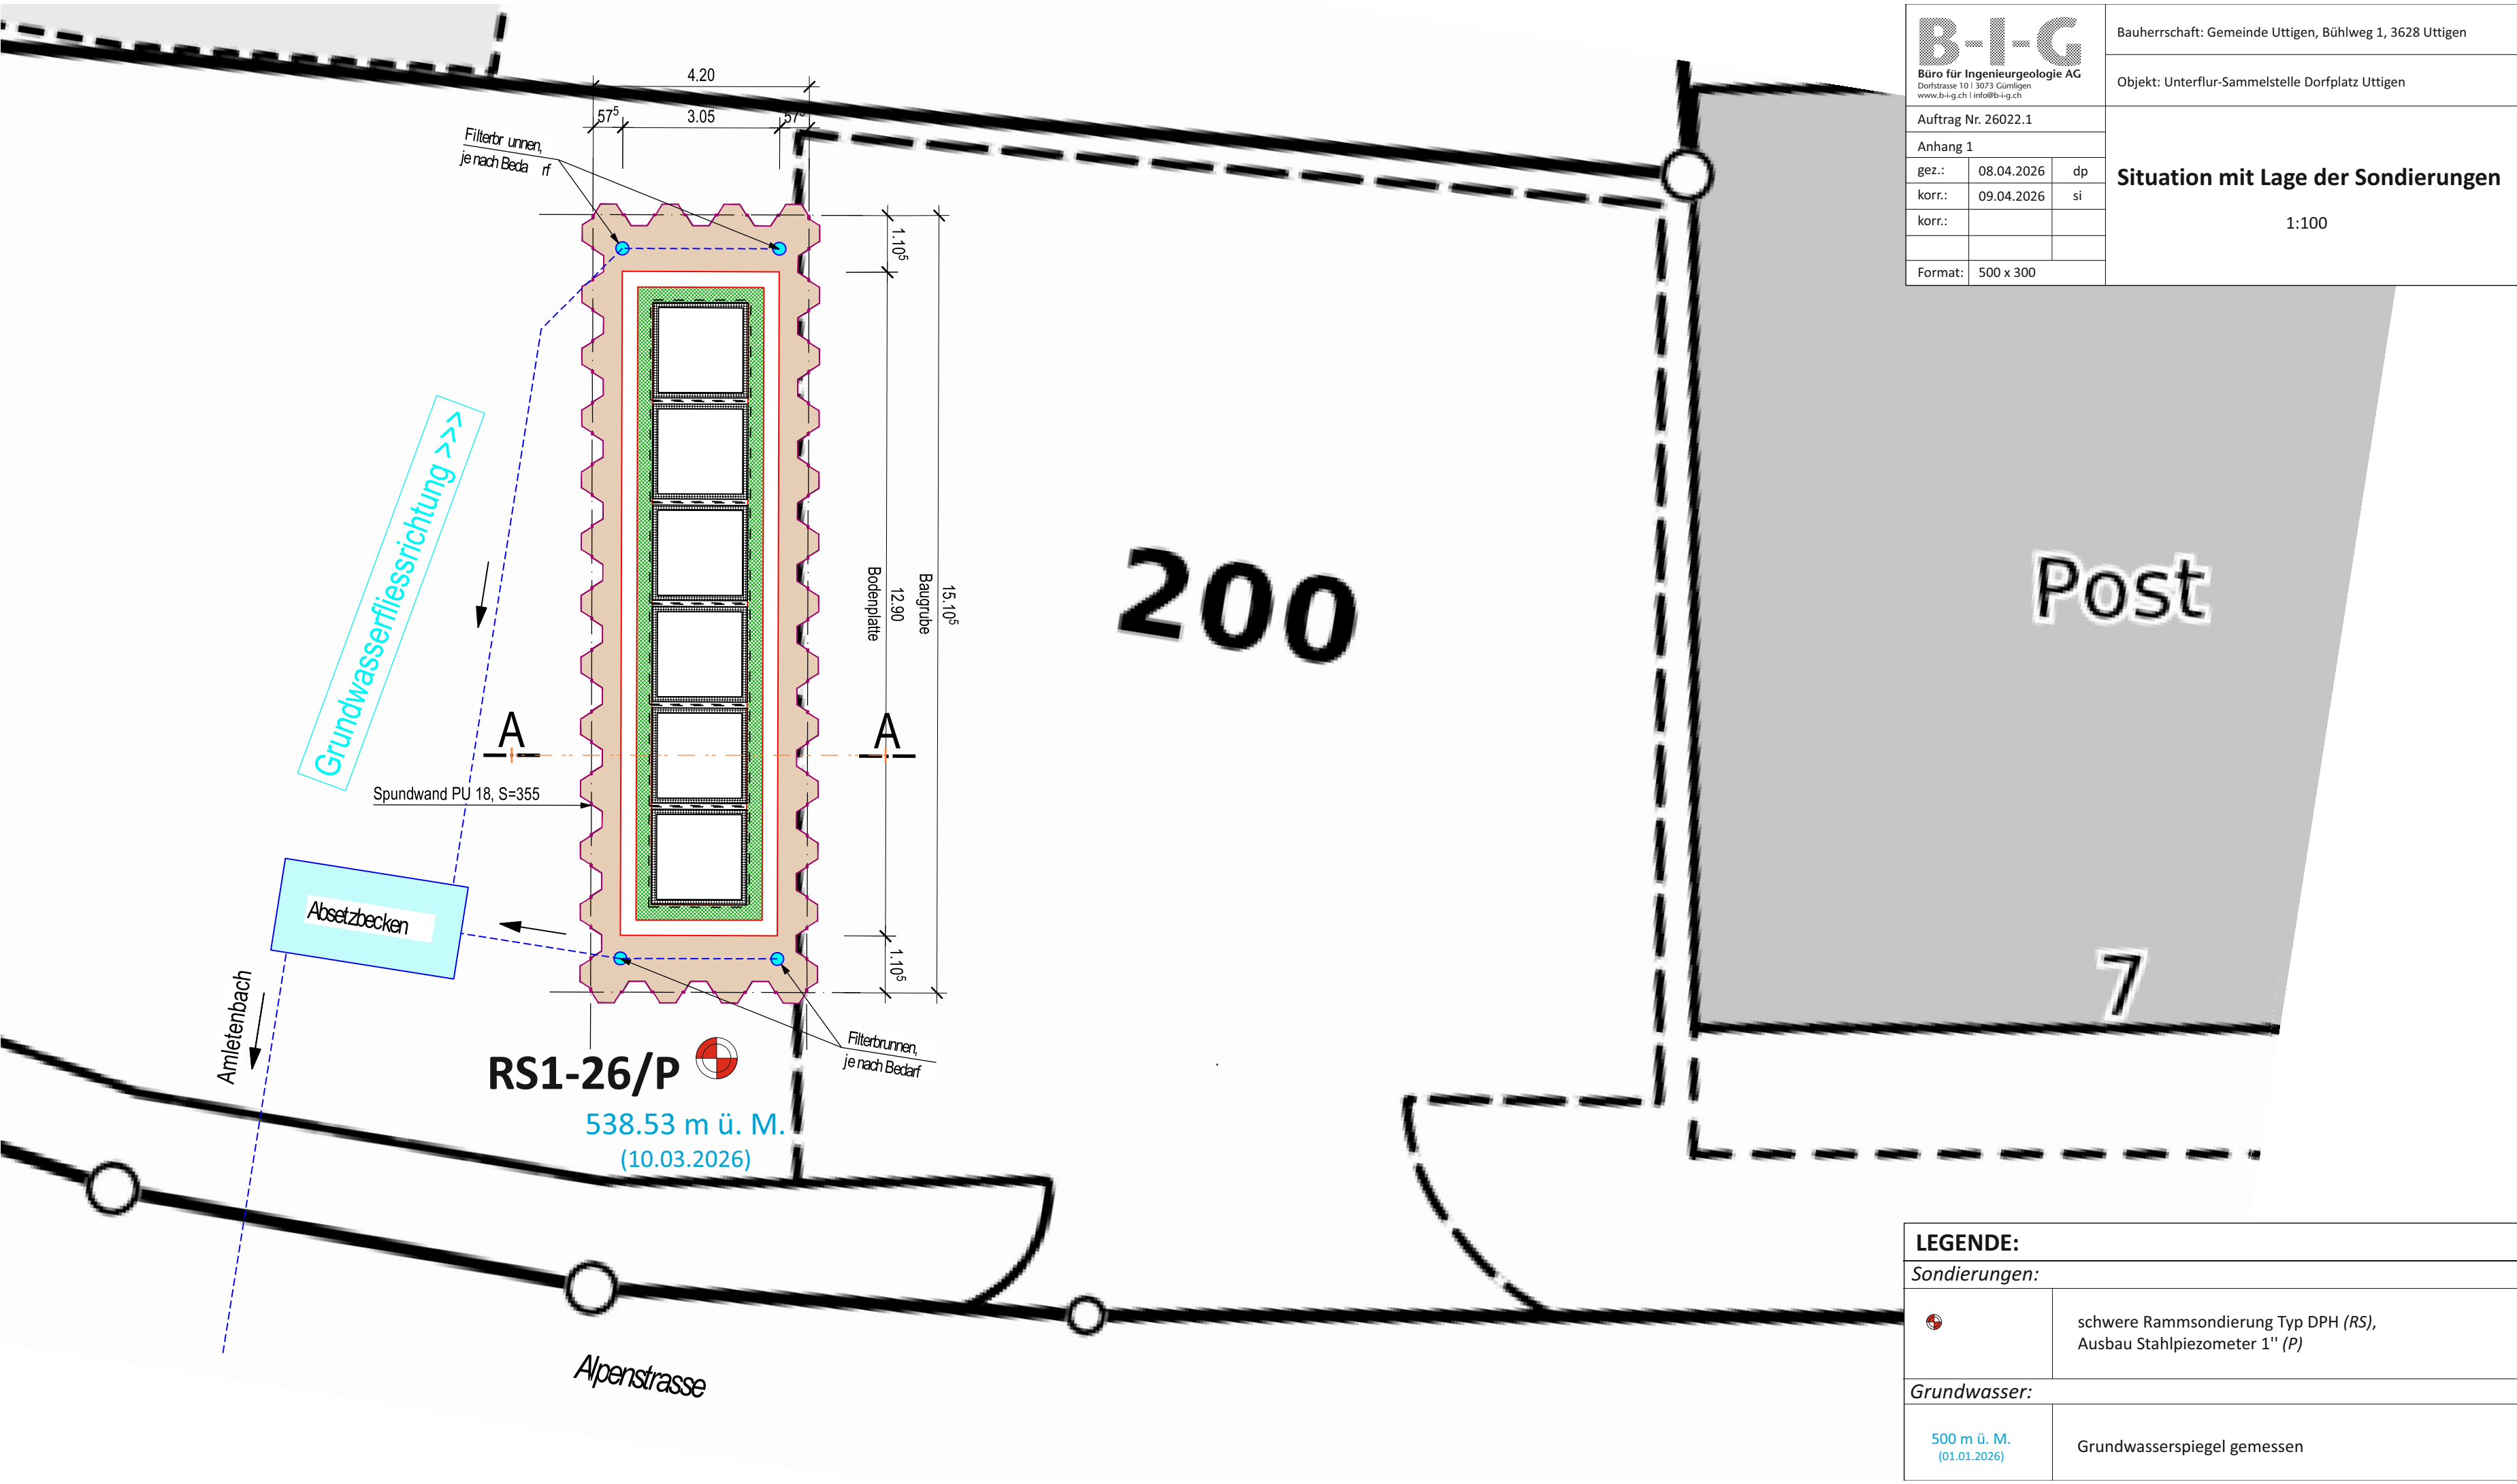 B-I-G
Büro für Ingenieurgeologie AG
Dorfstrasse 10 | 3073 Gümligen
www.b-i-g.ch | info@b-i-g.ch
Bauherrschaft: Gemeinde Uttigen, Bühlweg 1, 3628 Uttigen
Objekt: Unterflur-Sammelstelle Dorfplatz Uttigen
Auftrag Nr. 26022.1
Anhang 1
gez.: 08.04.2026 dp
korr.: 09.04.2026 si
korr.:
Format: 500 x 300
Situation mit Lage der Sondierungen
1:100
4.20
57⁵ 3.05 57⁵
Filterbr unnen,
je nach Beda rf
1.10⁵
Grundwasserfliessrichtung >>>
15.10⁵
Baugrube
12.90
Bodenplatte
200
Post
A A
Spundwand PU 18, S=355
Absetzbecken
1.10⁵
7
Amletenbach
Filterbrunnen,
je nach Bedarf
RS1-26/P
538.53 m ü. M.
(10.03.2026)
Alpenstrasse
LEGENDE:
Sondierungen:
schwere Rammsondierung Typ DPH (RS),
Ausbau Stahlpiezometer 1'' (P)
Grundwasser:
500 m ü. M.
(01.01.2026)
Grundwasserspiegel gemessen